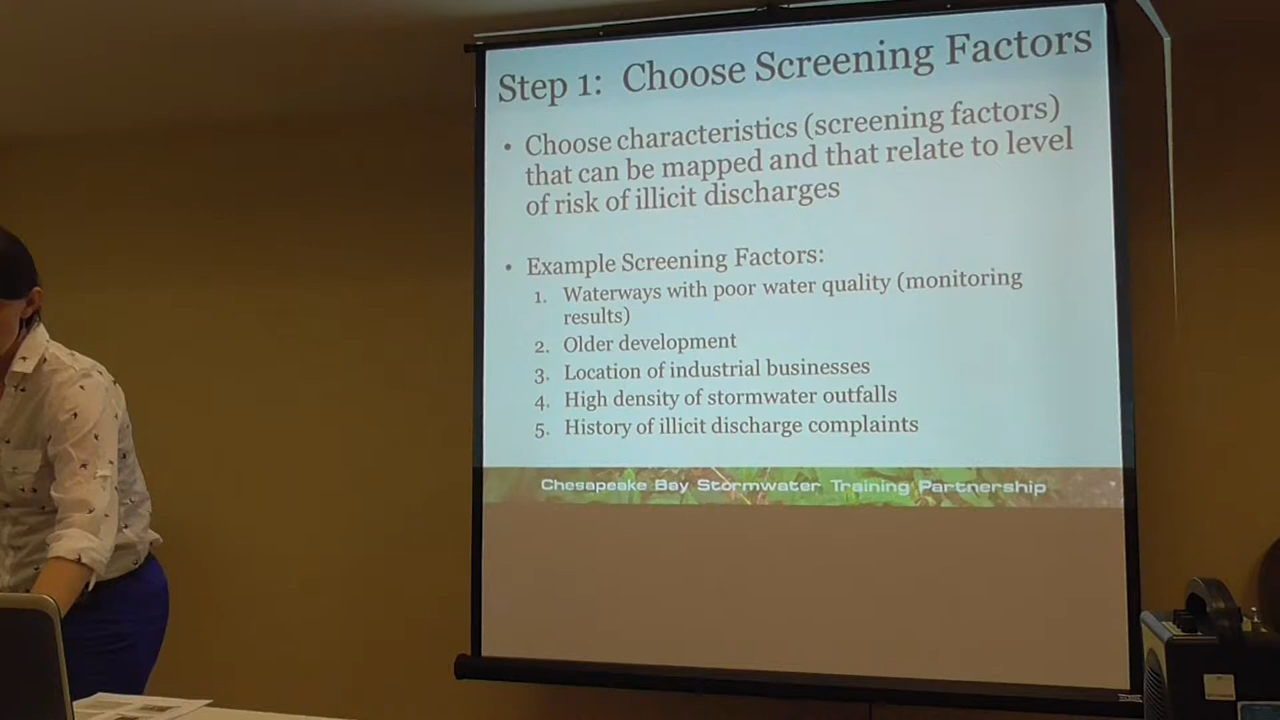 Step 1: Choose Screening Factors
• Choose characteristics (screening factors)
that can be mapped and that relate to level
of risk of illicit discharges
• Example Screening Factors:
1. Waterways with poor water quality (monitoring
results)
2. Older development
3. Location of industrial businesses
4. High density of stormwater outfalls
5. History of illicit discharge complaints
Chesapeake Bay Stormwater Training Partnership